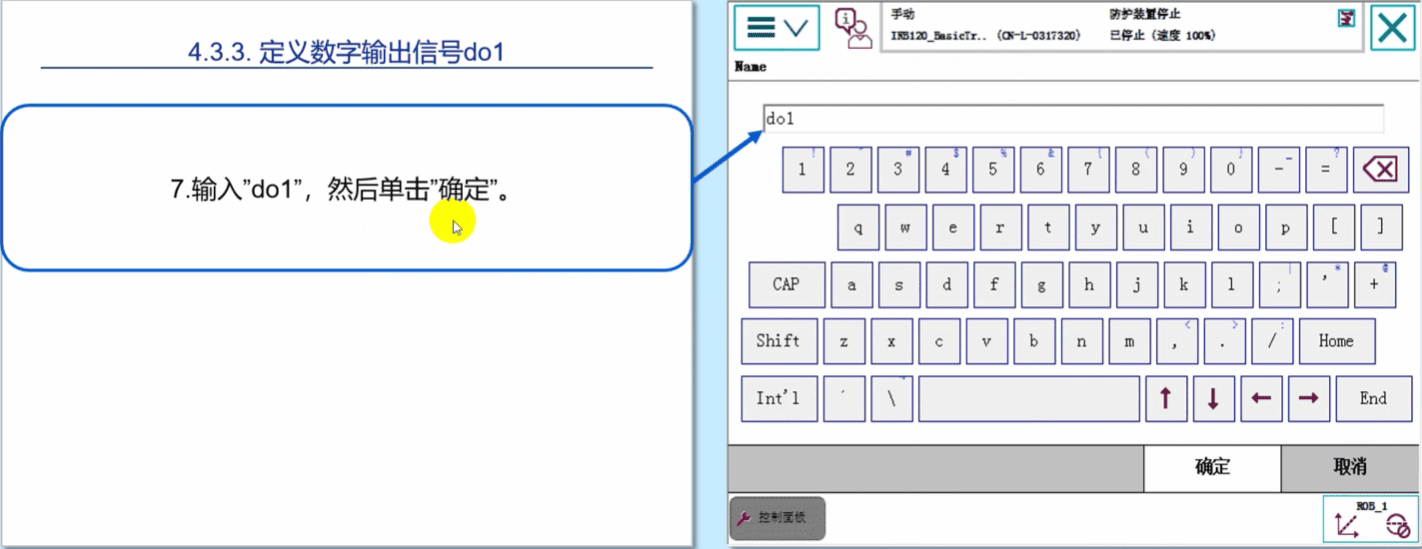 4.3.3. 定义数字输出信号do1
7.输入”do1”，然后单击”确定”。
手动
防护装置停止
IRB120_BasicTr.. (CN-L-0317320)
已停止 (速度 100%)
Name
do1
1 ! 2 3 # 4 $ 5 % 6 & 7 { 8 ( 9 ) 0 } - _ = ?
q w e r t y u i o p [ ]
CAP a s d f g h j k l ; | ’ * + @
Shift z x c v b n m , < . > / : Home
Int'l ´ \ ↑ ↓ ← → End
确定 取消
控制面板
ROB_1